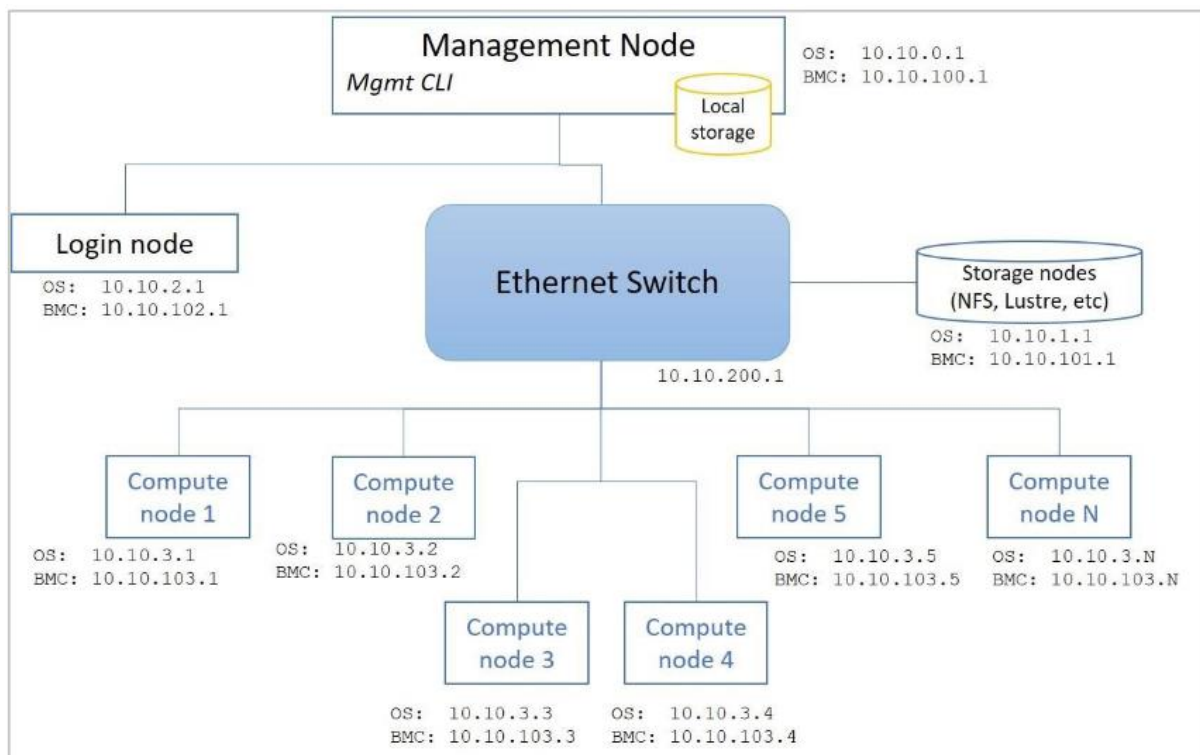 Management Node
Mgmt CLI
Local
storage
OS: 10.10.0.1
BMC: 10.10.100.1
Login node
OS: 10.10.2.1
BMC: 10.10.102.1
Ethernet Switch
10.10.200.1
Storage nodes
(NFS, Lustre, etc)
OS: 10.10.1.1
BMC: 10.10.101.1
Compute
node 1
OS: 10.10.3.1
BMC: 10.10.103.1
Compute
node 2
OS: 10.10.3.2
BMC: 10.10.103.2
Compute
node 5
OS: 10.10.3.5
BMC: 10.10.103.5
Compute
node N
OS: 10.10.3.N
BMC: 10.10.103.N
Compute
node 3
OS: 10.10.3.3
BMC: 10.10.103.3
Compute
node 4
OS: 10.10.3.4
BMC: 10.10.103.4